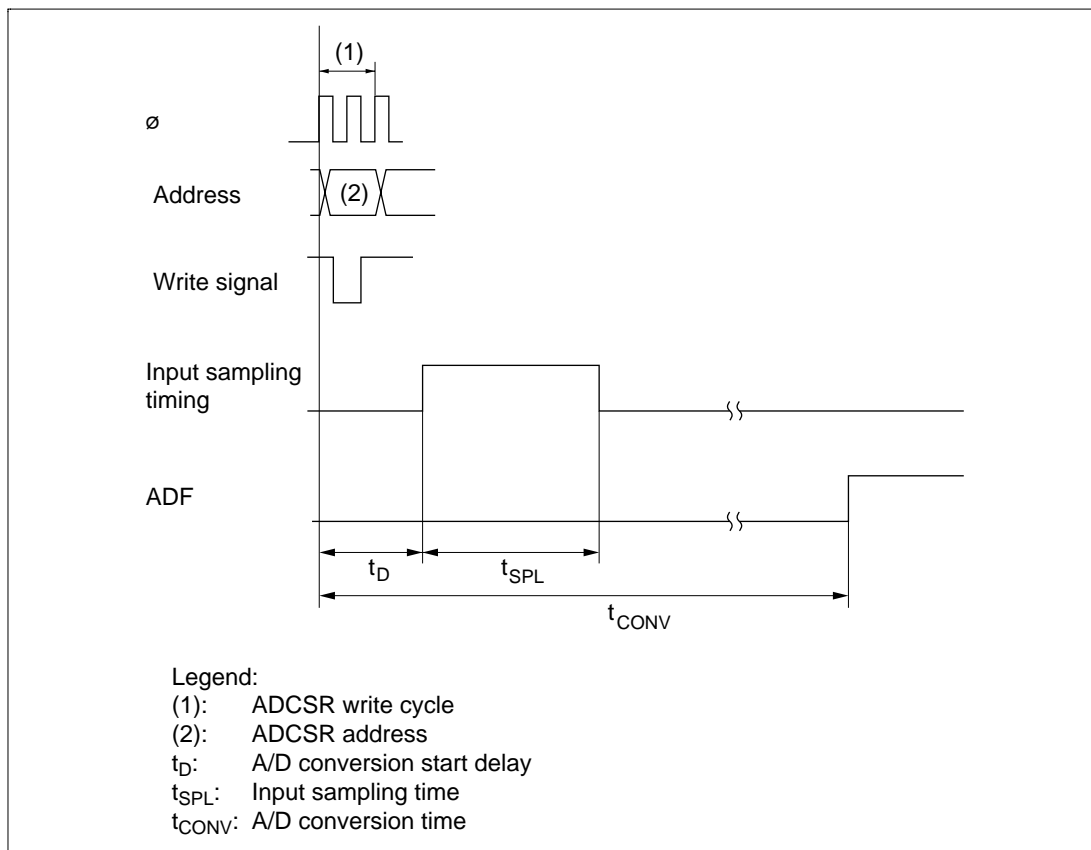 (1)
ø
Address
(2)
Write signal
Input sampling
timing
ADF
tD
tSPL
tCONV
Legend:
(1): ADCSR write cycle
(2): ADCSR address
tD: A/D conversion start delay
tSPL: Input sampling time
tCONV: A/D conversion time